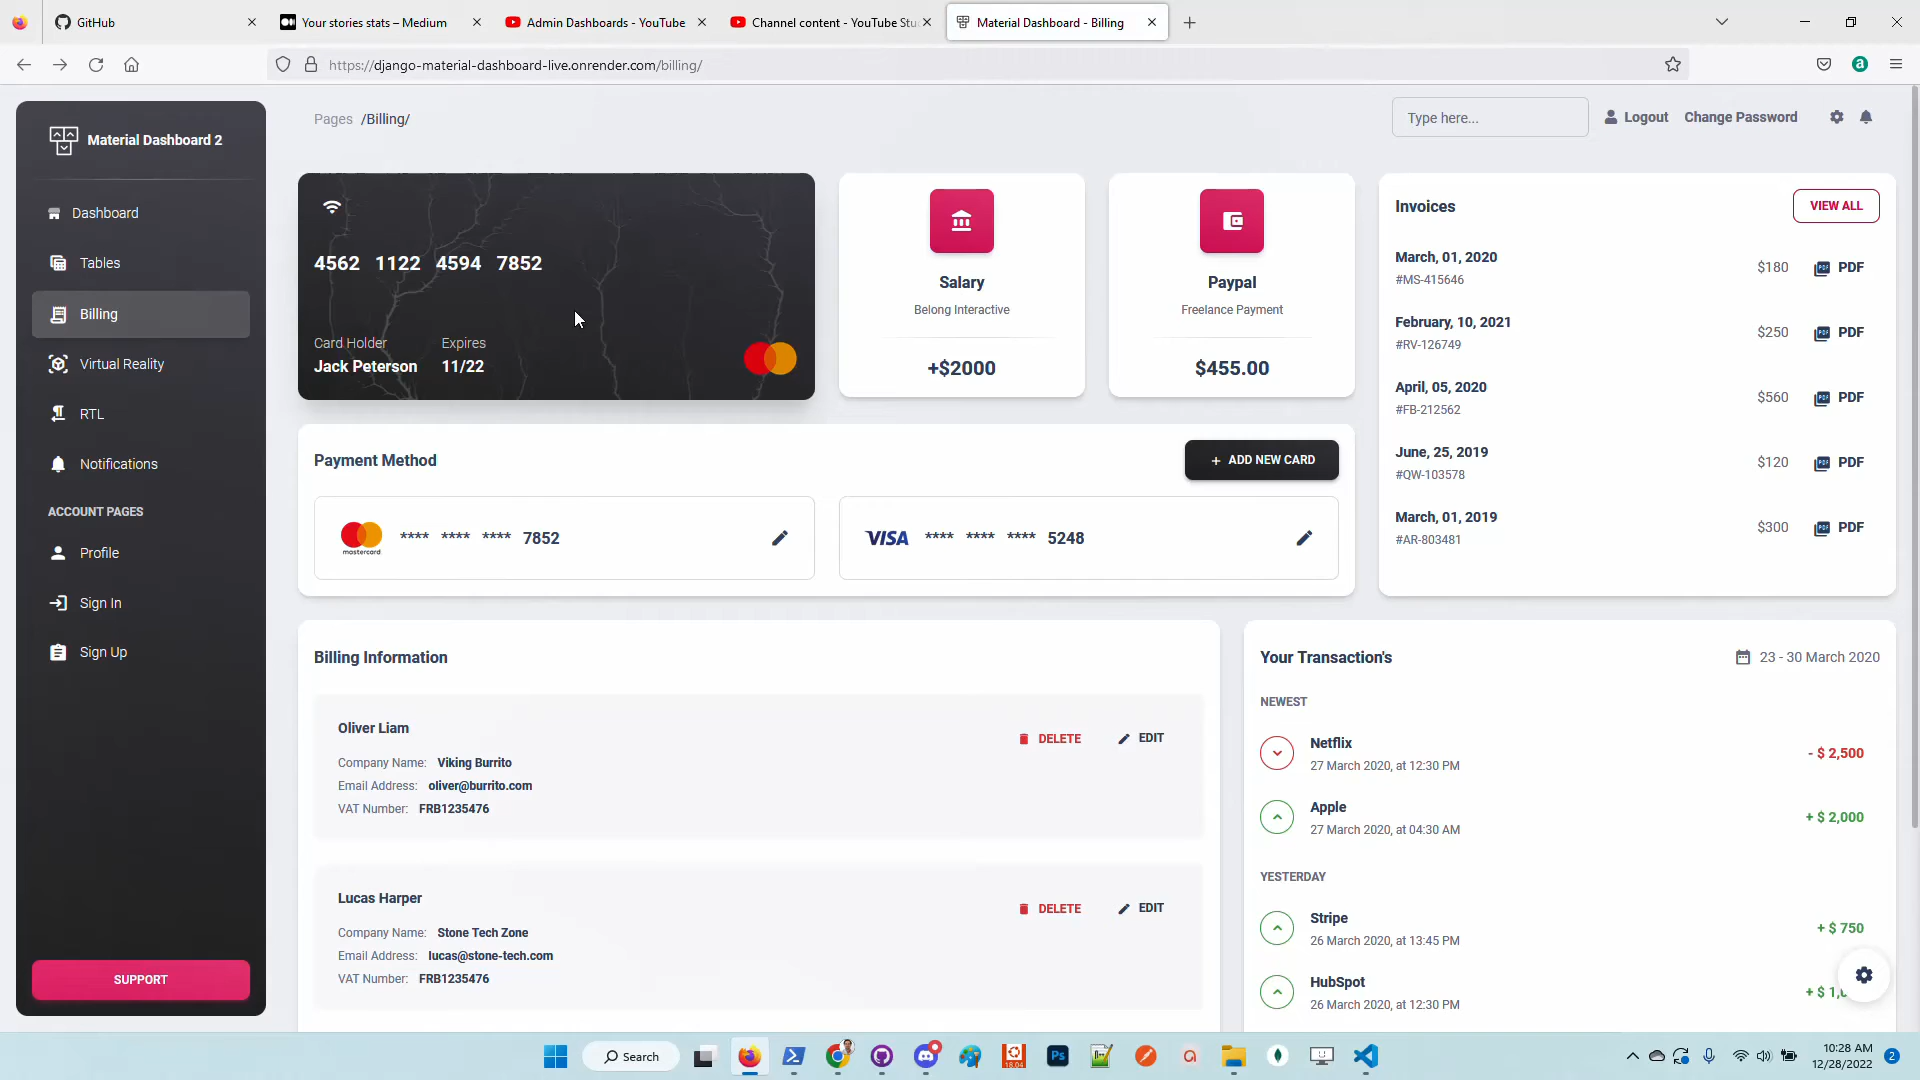 GitHub
Your stories stats – Medium
Admin Dashboards - YouTube
Channel content - YouTube Stu
Material Dashboard - Billing
https://django-material-dashboard-live.onrender.com/billing/
Material Dashboard 2
Dashboard
Tables
Billing
Virtual Reality
RTL
Notifications
ACCOUNT PAGES
Profile
Sign In
Sign Up
SUPPORT
Pages /Billing/
Type here...
Logout
Change Password
4562 1122 4594 7852
Card Holder
Jack Peterson
Expires
11/22
Salary
Belong Interactive
+$2000
Paypal
Freelance Payment
$455.00
Invoices
VIEW ALL
March, 01, 2020
#MS-415646
$180
PDF
February, 10, 2021
#RV-126749
$250
PDF
April, 05, 2020
#FB-212562
$560
PDF
June, 25, 2019
#QW-103578
$120
PDF
March, 01, 2019
#AR-803481
$300
PDF
Payment Method
+ ADD NEW CARD
mastercard
**** **** **** 7852
VISA
**** **** **** 5248
Billing Information
Oliver Liam
DELETE
EDIT
Company Name: Viking Burrito
Email Address: oliver@burrito.com
VAT Number: FRB1235476
Lucas Harper
DELETE
EDIT
Company Name: Stone Tech Zone
Email Address: lucas@stone-tech.com
VAT Number: FRB1235476
Your Transaction's
23 - 30 March 2020
NEWEST
Netflix
27 March 2020, at 12:30 PM
- $ 2,500
Apple
27 March 2020, at 04:30 AM
+ $ 2,000
YESTERDAY
Stripe
26 March 2020, at 13:45 PM
+ $ 750
HubSpot
26 March 2020, at 12:30 PM
Search
Ps
18.04
10:28 AM
12/28/2022
2